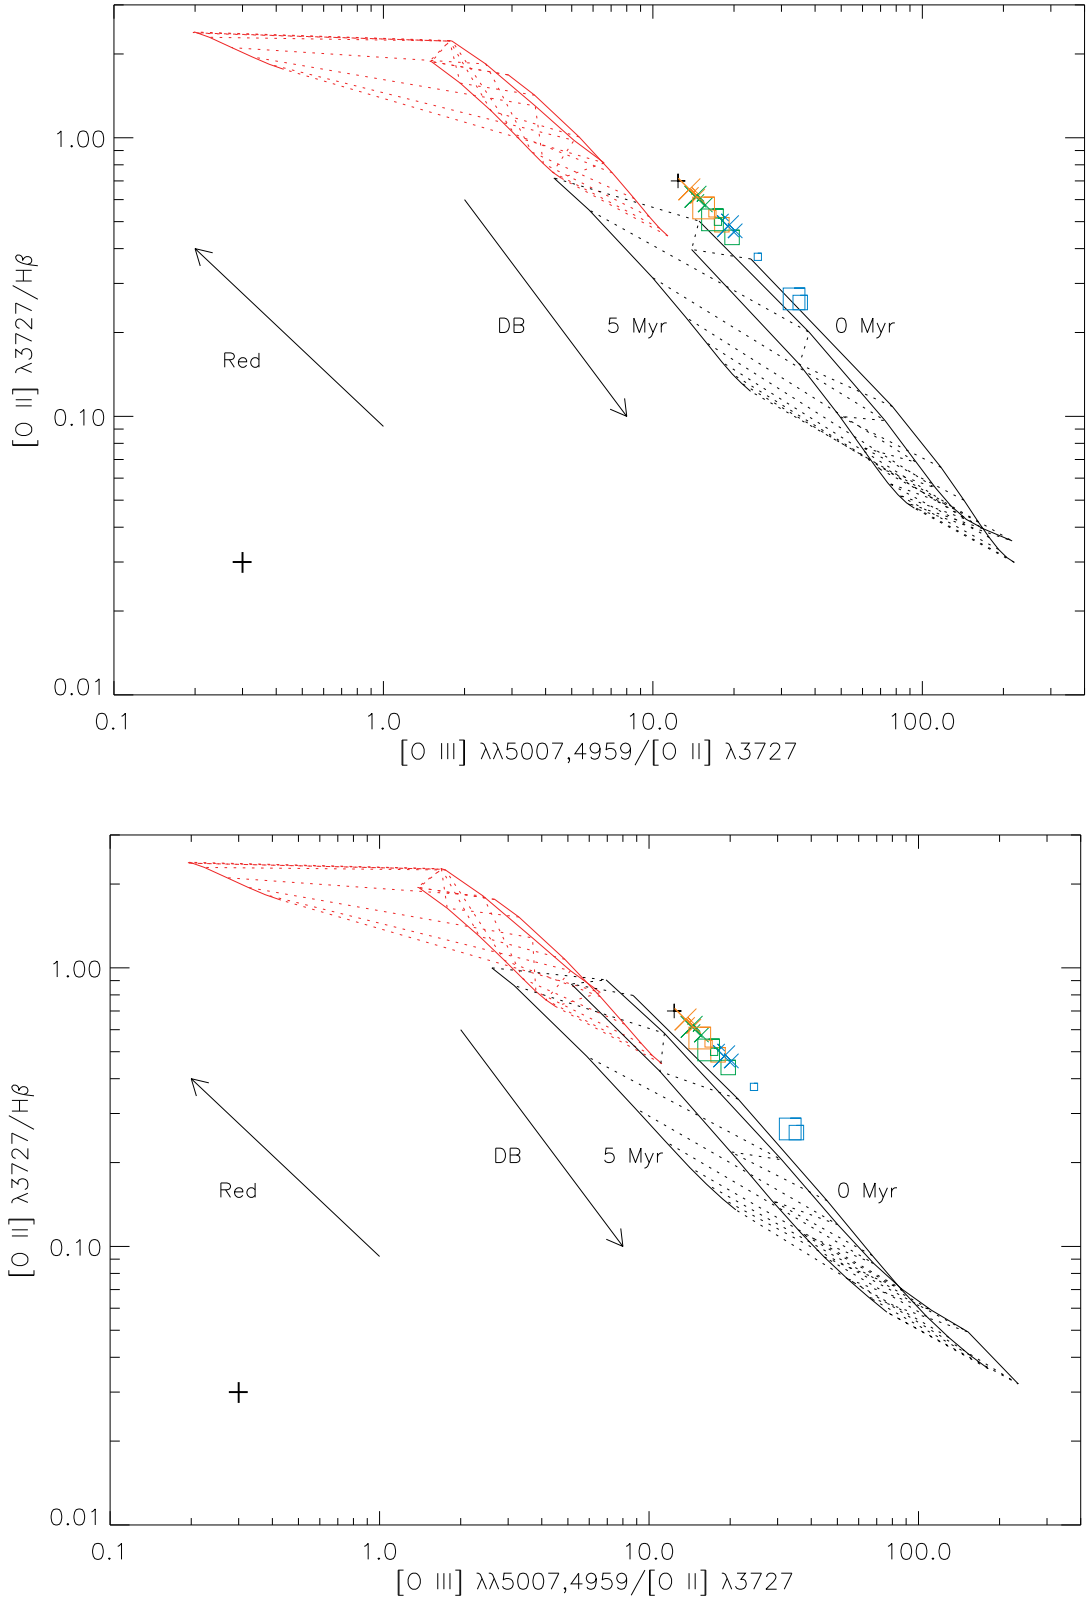 [O II] λ3727/Hβ
1.00
0.10
0.01
Red
DB
5 Myr
0 Myr
0.1
1.0
10.0
100.0
[O III] λλ5007,4959/[O II] λ3727
[O II] λ3727/Hβ
1.00
0.10
0.01
Red
DB
5 Myr
0 Myr
0.1
1.0
10.0
100.0
[O III] λλ5007,4959/[O II] λ3727